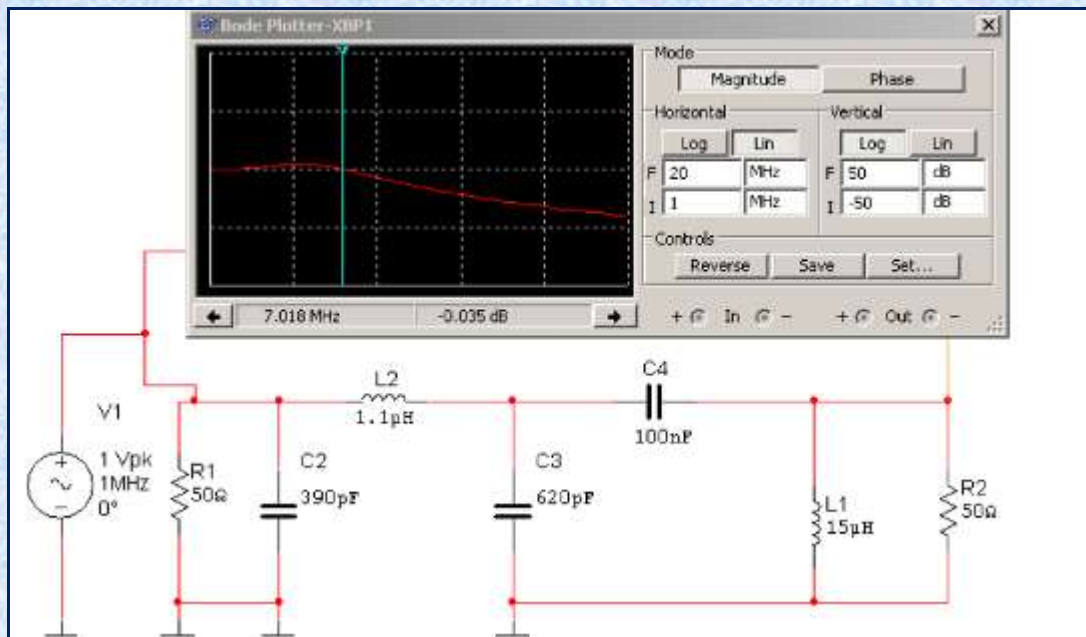 Bode Plotter-XBP1
Mode
Magnitude Phase
Horizontal Vertical
Log Lin Log Lin
F 20 MHz F 50 dB
I 1 MHz I -50 dB
Controls
Reverse Save Set...
7.018 MHz -0.035 dB + In - + Out -
V1
1 Vpk
1MHz
0°
R1
50Ω
C2
390pF
L2
1.1µH
C3
620pF
C4
100nF
L1
15µH
R2
50Ω